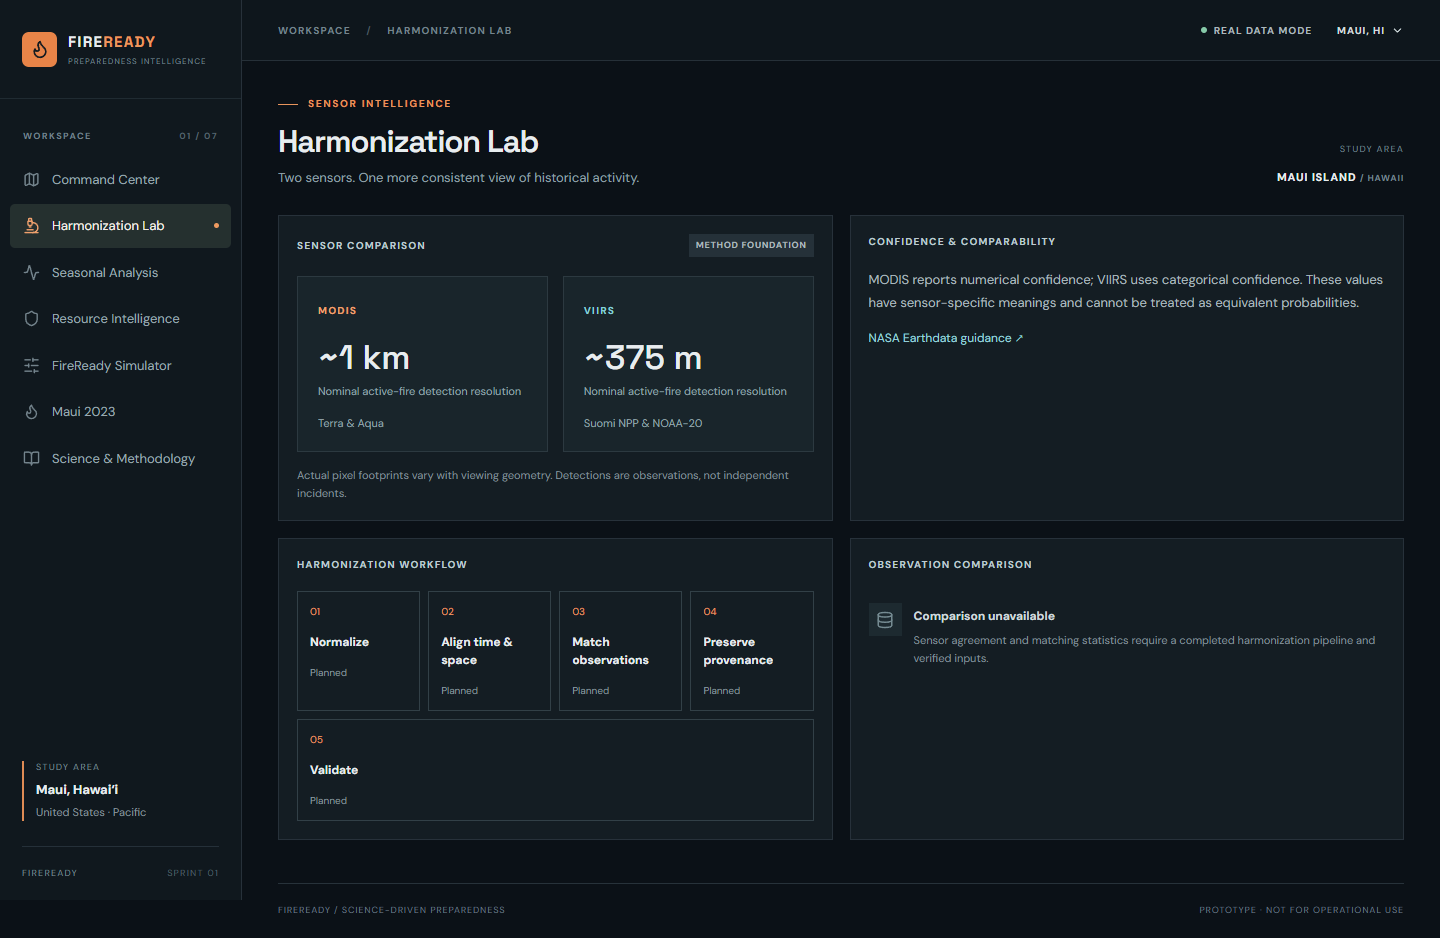 FIREREADY
PREPAREDNESS INTELLIGENCE
WORKSPACE 01 / 07
Command Center
Harmonization Lab
Seasonal Analysis
Resource Intelligence
FireReady Simulator
Maui 2023
Science & Methodology
STUDY AREA
Maui, Hawaiʻi
United States · Pacific
FIREREADY SPRINT 01
WORKSPACE / HARMONIZATION LAB
REAL DATA MODE MAUI, HI
SENSOR INTELLIGENCE
Harmonization Lab
Two sensors. One more consistent view of historical activity.
STUDY AREA
MAUI ISLAND / HAWAII
SENSOR COMPARISON METHOD FOUNDATION
MODIS
~1 km
Nominal active-fire detection resolution
Terra & Aqua
VIIRS
~375 m
Nominal active-fire detection resolution
Suomi NPP & NOAA-20
Actual pixel footprints vary with viewing geometry. Detections are observations, not independent
incidents.
CONFIDENCE & COMPARABILITY
MODIS reports numerical confidence; VIIRS uses categorical confidence. These values
have sensor-specific meanings and cannot be treated as equivalent probabilities.
NASA Earthdata guidance ↗
HARMONIZATION WORKFLOW
01
Normalize
Planned
02
Align time &
space
Planned
03
Match
observations
Planned
04
Preserve
provenance
Planned
05
Validate
Planned
OBSERVATION COMPARISON
Comparison unavailable
Sensor agreement and matching statistics require a completed harmonization pipeline and
verified inputs.
FIREREADY / SCIENCE-DRIVEN PREPAREDNESS
PROTOTYPE · NOT FOR OPERATIONAL USE